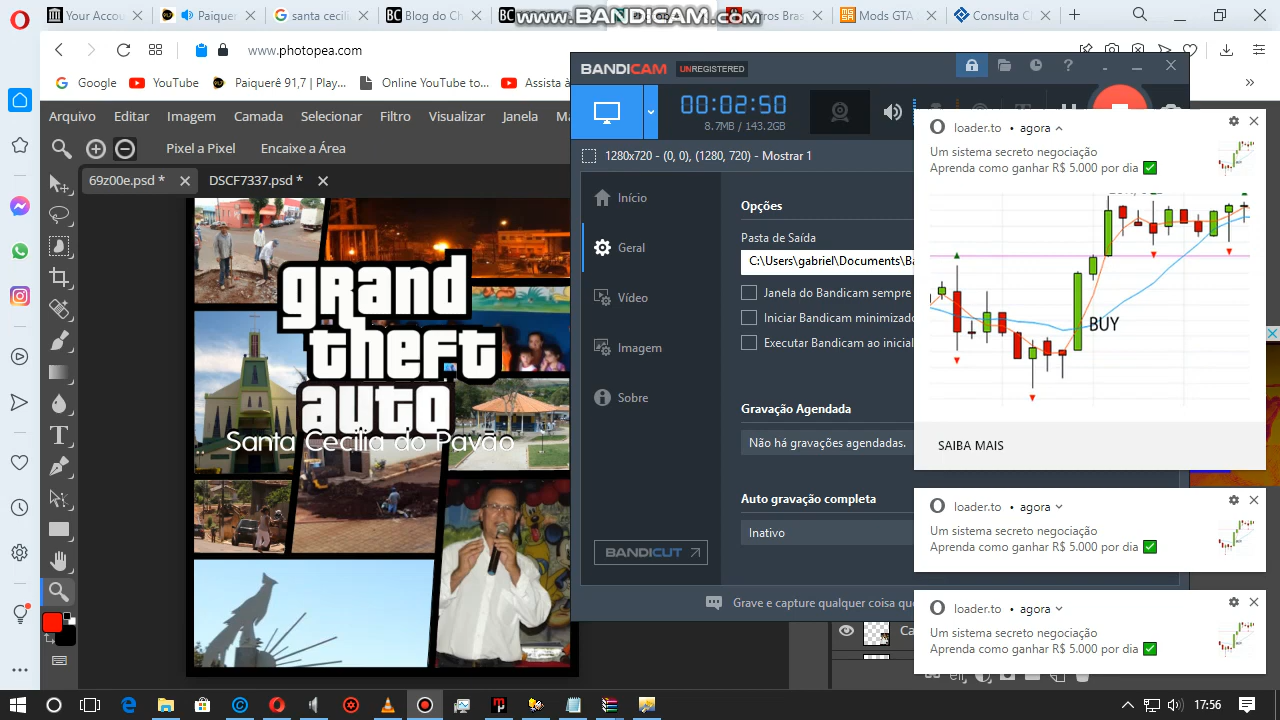 Your Accou
Paiquer
santa cecili
Blog do C
www.BANDICAM.com
ros Bras
Mods GTA
Consulta C
www.photopea.com
Google
YouTube
Paiquerê 91,7 | Play...
Online YouTube to...
Assista à
»
BANDICAM
UNREGISTERED
00:02:50
8.7MB / 143.2GB
1280x720 - (0, 0), (1280, 720) - Mostrar 1
Arquivo
Editar
Imagem
Camada
Selecionar
Filtro
Visualizar
Janela
Ma
Pixel a Pixel
Encaixe a Área
69z00e.psd *
DSCF7337.psd *
grand
theft
auto
Santa Cecília do Pavão
Início
Geral
Vídeo
Imagem
Sobre
BANDICUT
Opções
Pasta de Saída
C:\Users\gabriel\Documents\Ba
Janela do Bandicam sempre
Iniciar Bandicam minimizado
Executar Bandicam ao inicial
Gravação Agendada
Não há gravações agendadas.
Auto gravação completa
Inativo
Grave e capture qualquer coisa que
Ca
loader.to • agora
Um sistema secreto negociação
Aprenda como ganhar R$ 5.000 por dia ✅
BUY
SAIBA MAIS
loader.to • agora
Um sistema secreto negociação
Aprenda como ganhar R$ 5.000 por dia ✅
loader.to • agora
Um sistema secreto negociação
Aprenda como ganhar R$ 5.000 por dia ✅
17:56